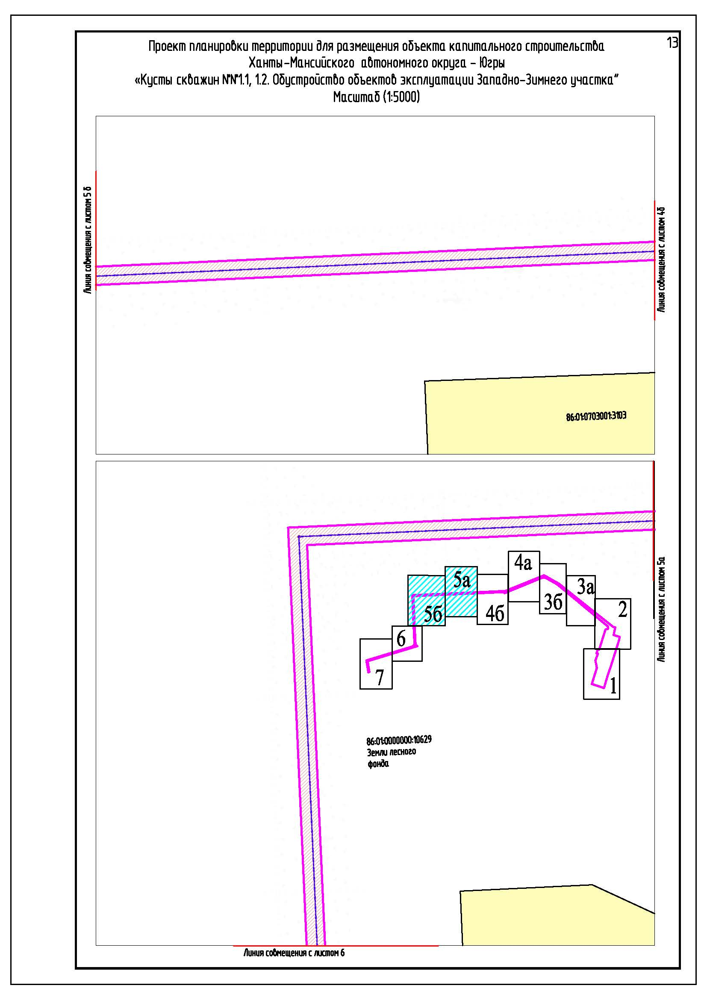 13
Проект планировки территории для размещения объекта капитального строительства
Ханты-Мансийского автономного округа - Югры
«Кусты скважин №№1.1, 1.2. Обустройство объектов эксплуатации Западно-Зимнего участка"
Масштаб (1:5000)
Линия совмещения с листом 5 б
Линия совмещения с листом 4б
86:01:0703001:3103
Линия совмещения с листом 5а
4а
5а
3а
3б
2
5б
4б
6
7
1
86:01:0000000:10629
Земли лесного
фонда
Линия совмещения с листом 6